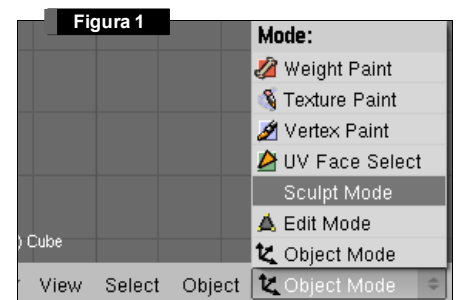 Figura 1
Mode:
Weight Paint
Texture Paint
Vertex Paint
UV Face Select
Sculpt Mode
Edit Mode
) Cube
Object Mode
View Select Object Object Mode